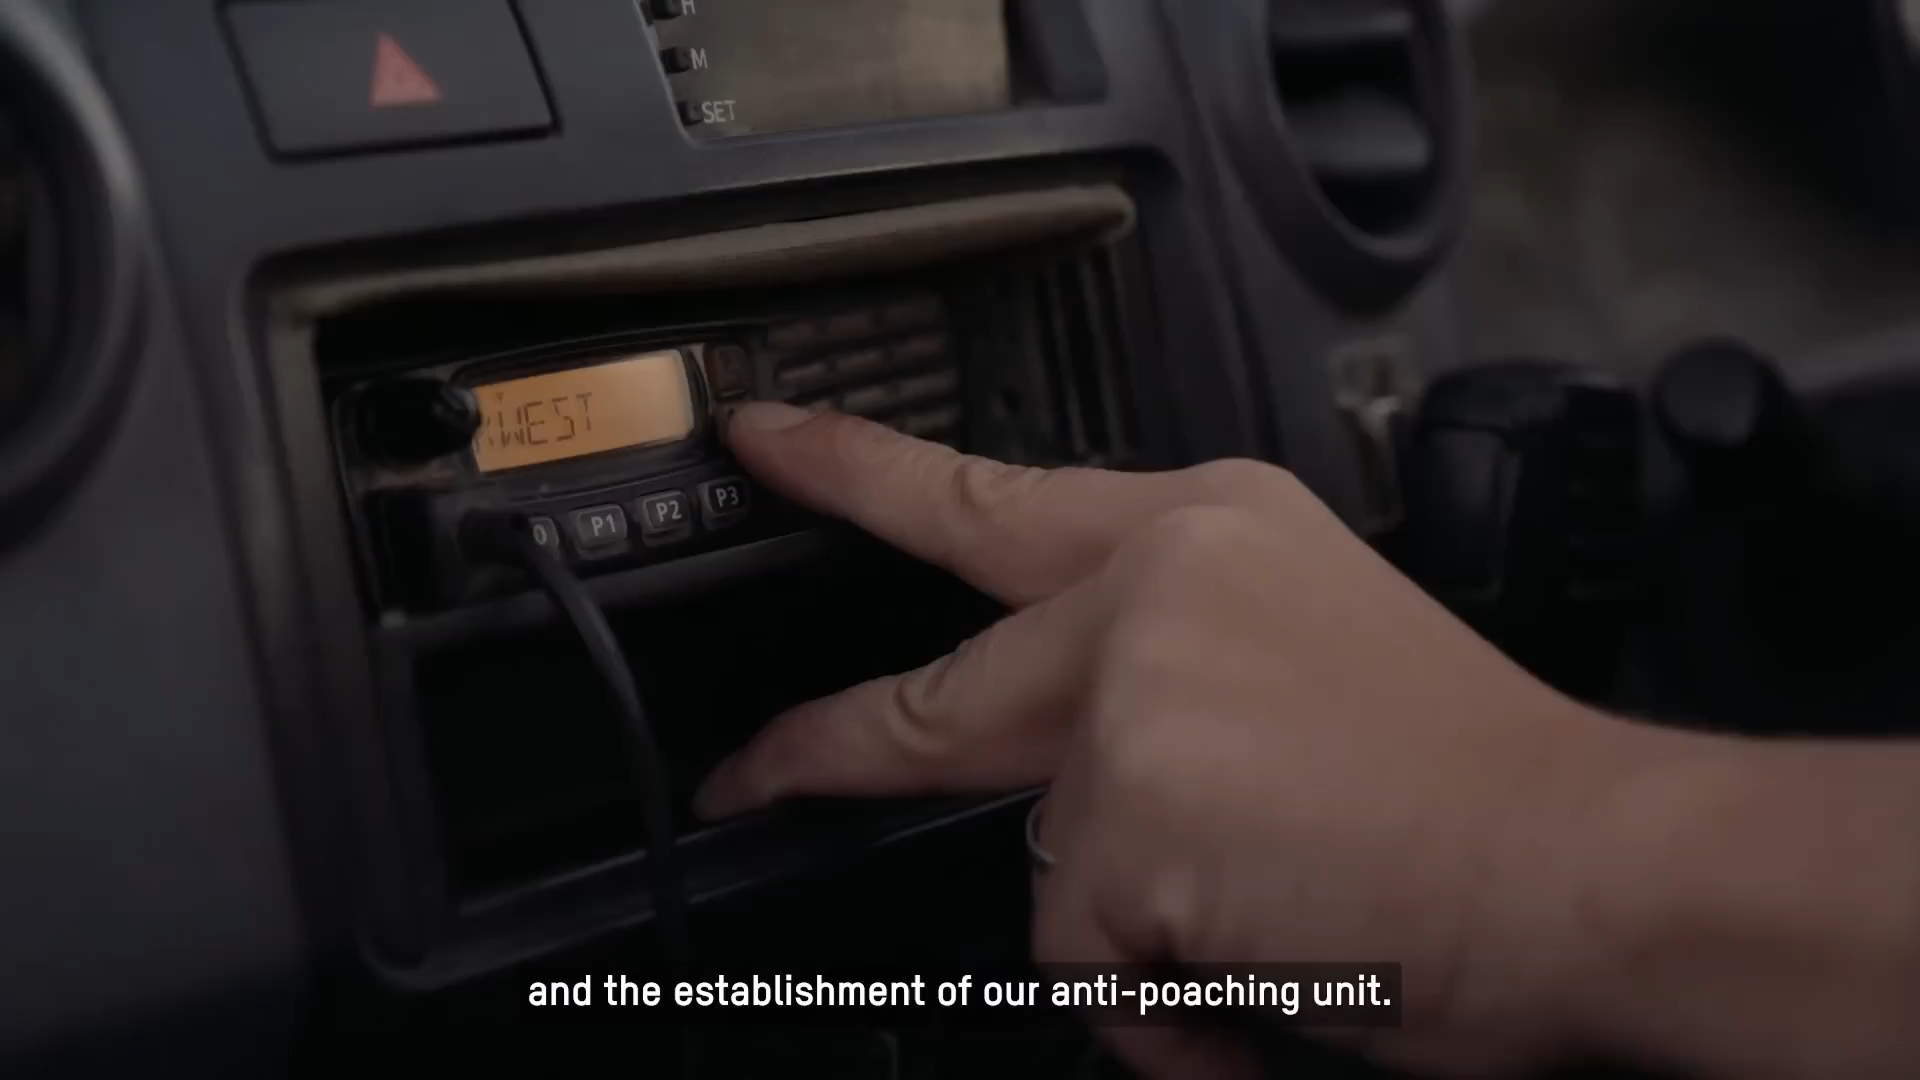 H
M
SET
WEST
P1
P2
P3
and the establishment of our anti-poaching unit.